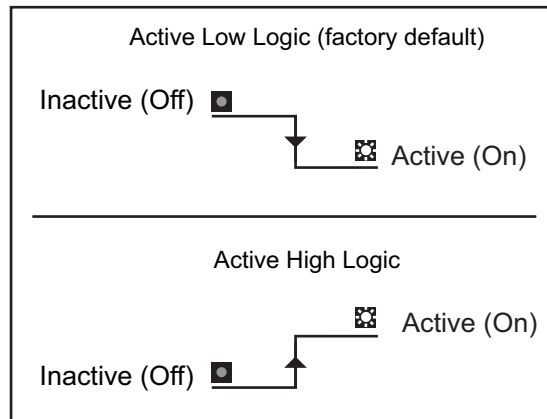 Active Low Logic (factory default)
Inactive (Off)
Active (On)
Active High Logic
Active (On)
Inactive (Off)